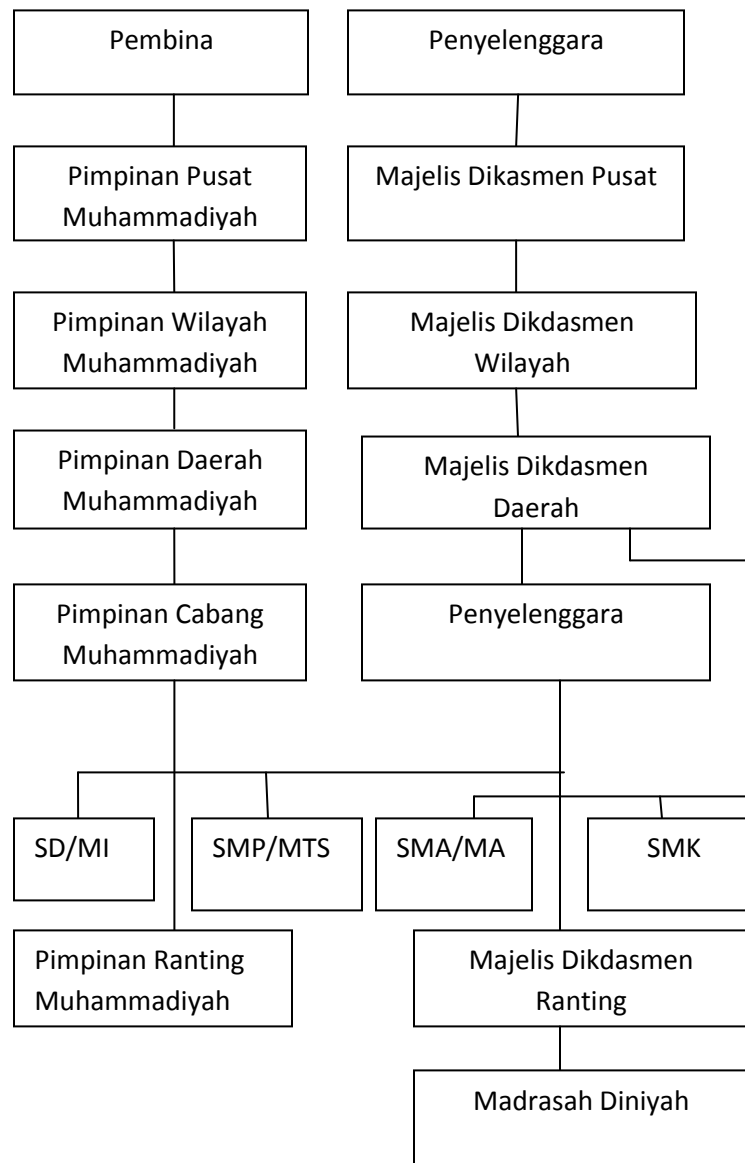 Pembina
Penyelenggara
Pimpinan Pusat
Muhammadiyah
Majelis Dikasmen Pusat
Pimpinan Wilayah
Muhammadiyah
Majelis Dikdasmen
Wilayah
Pimpinan Daerah
Muhammadiyah
Majelis Dikdasmen
Daerah
Pimpinan Cabang
Muhammadiyah
Penyelenggara
SD/MI
SMP/MTS
SMA/MA
SMK
Pimpinan Ranting
Muhammadiyah
Majelis Dikdasmen
Ranting
Madrasah Diniyah